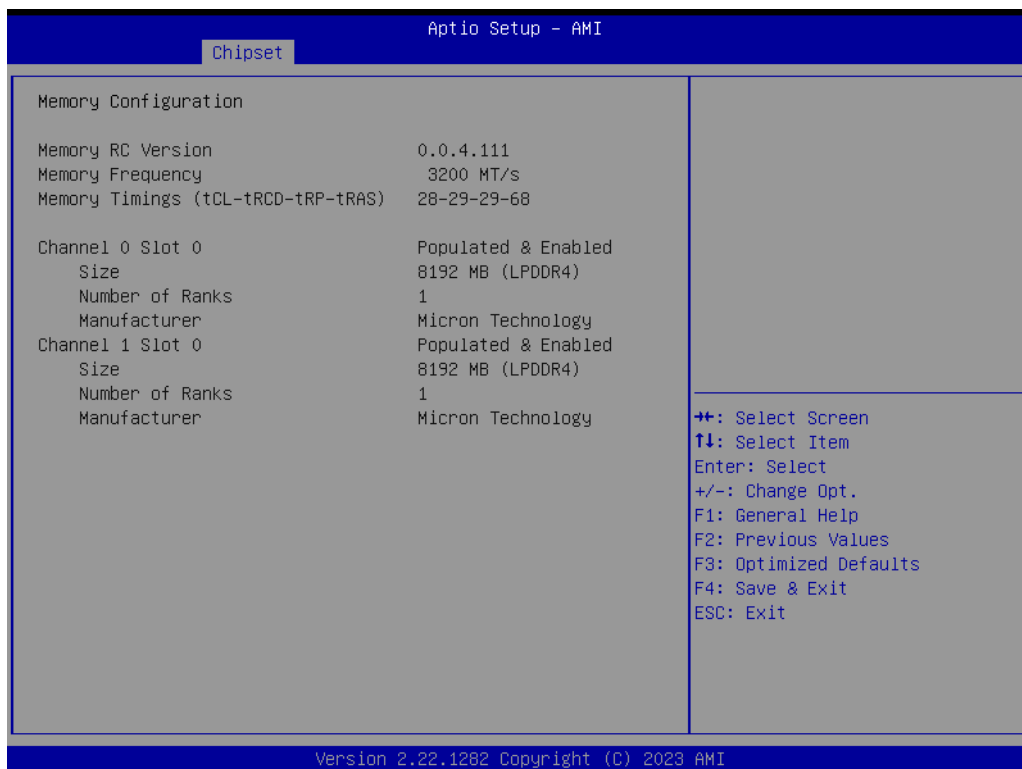 Aptio Setup – AMI
Chipset
Memory Configuration
Memory RC Version 0.0.4.111
Memory Frequency 3200 MT/s
Memory Timings (tCL-tRCD-tRP-tRAS) 28-29-29-68
Channel 0 Slot 0 Populated & Enabled
Size 8192 MB (LPDDR4)
Number of Ranks 1
Manufacturer Micron Technology
Channel 1 Slot 0 Populated & Enabled
Size 8192 MB (LPDDR4)
Number of Ranks 1
Manufacturer Micron Technology
→←: Select Screen
↑↓: Select Item
Enter: Select
+/-: Change Opt.
F1: General Help
F2: Previous Values
F3: Optimized Defaults
F4: Save & Exit
ESC: Exit
Version 2.22.1282 Copyright (C) 2023 AMI